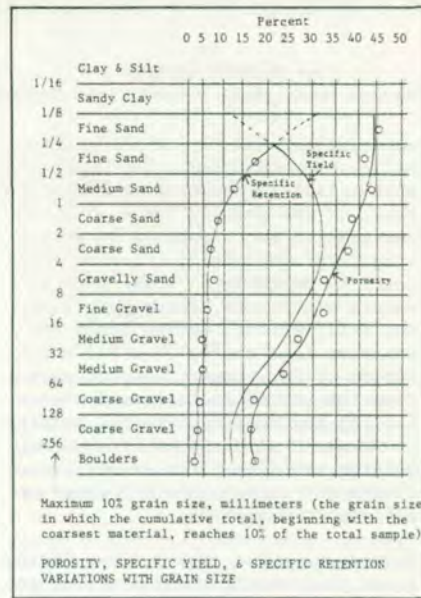 Percent
0 5 10 15 20 25 30 35 40 45 50
Clay & Silt
1/16
Sandy Clay
1/8
Fine Sand
1/4
Fine Sand
Specific
Yield
1/2
Medium Sand
Specific
Retention
1
Coarse Sand
2
Coarse Sand
4
Gravelly Sand
Porosity
8
Fine Gravel
16
Medium Gravel
32
Medium Gravel
64
Coarse Gravel
128
Coarse Gravel
256
Boulders
Maximum 10% grain size, millimeters (the grain size
in which the cumulative total, beginning with the
coarsest material, reaches 10% of the total sample)
POROSITY, SPECIFIC YIELD, & SPECIFIC RETENTION
VARIATIONS WITH GRAIN SIZE